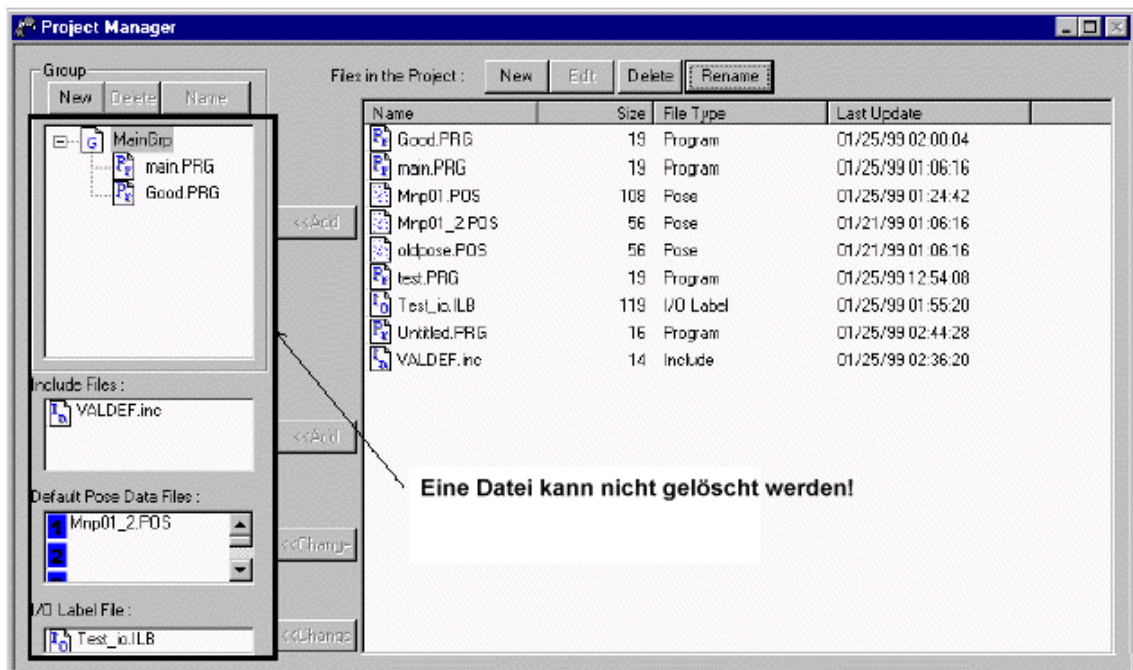 Project Manager
Group
New Delete Name
MainGrp
main.PRG
Good.PRG
Include Files :
VALDEF.inc
Default Pose Data Files :
1 Mnp01_2.POS
2
I/O Label File :
Test_io.ILB
<<Add
<<Add
<<Change
<<Change
Files in the Project : New Edit Delete Rename
Name Size File Type Last Update
Good.PRG 19 Program 01/25/99 02:00:04
main.PRG 19 Program 01/25/99 01:06:16
Mnp01.POS 108 Pose 01/25/99 01:24:42
Mnp01_2.POS 56 Pose 01/21/99 01:06:16
oldpose.POS 56 Pose 01/21/99 01:06:16
test.PRG 19 Program 01/25/99 12:54:08
Test_io.ILB 119 I/O Label 01/25/99 01:55:20
Untitled.PRG 16 Program 01/25/99 02:44:28
VALDEF.inc 14 Include 01/25/99 02:36:20
Eine Datei kann nicht gelöscht werden!